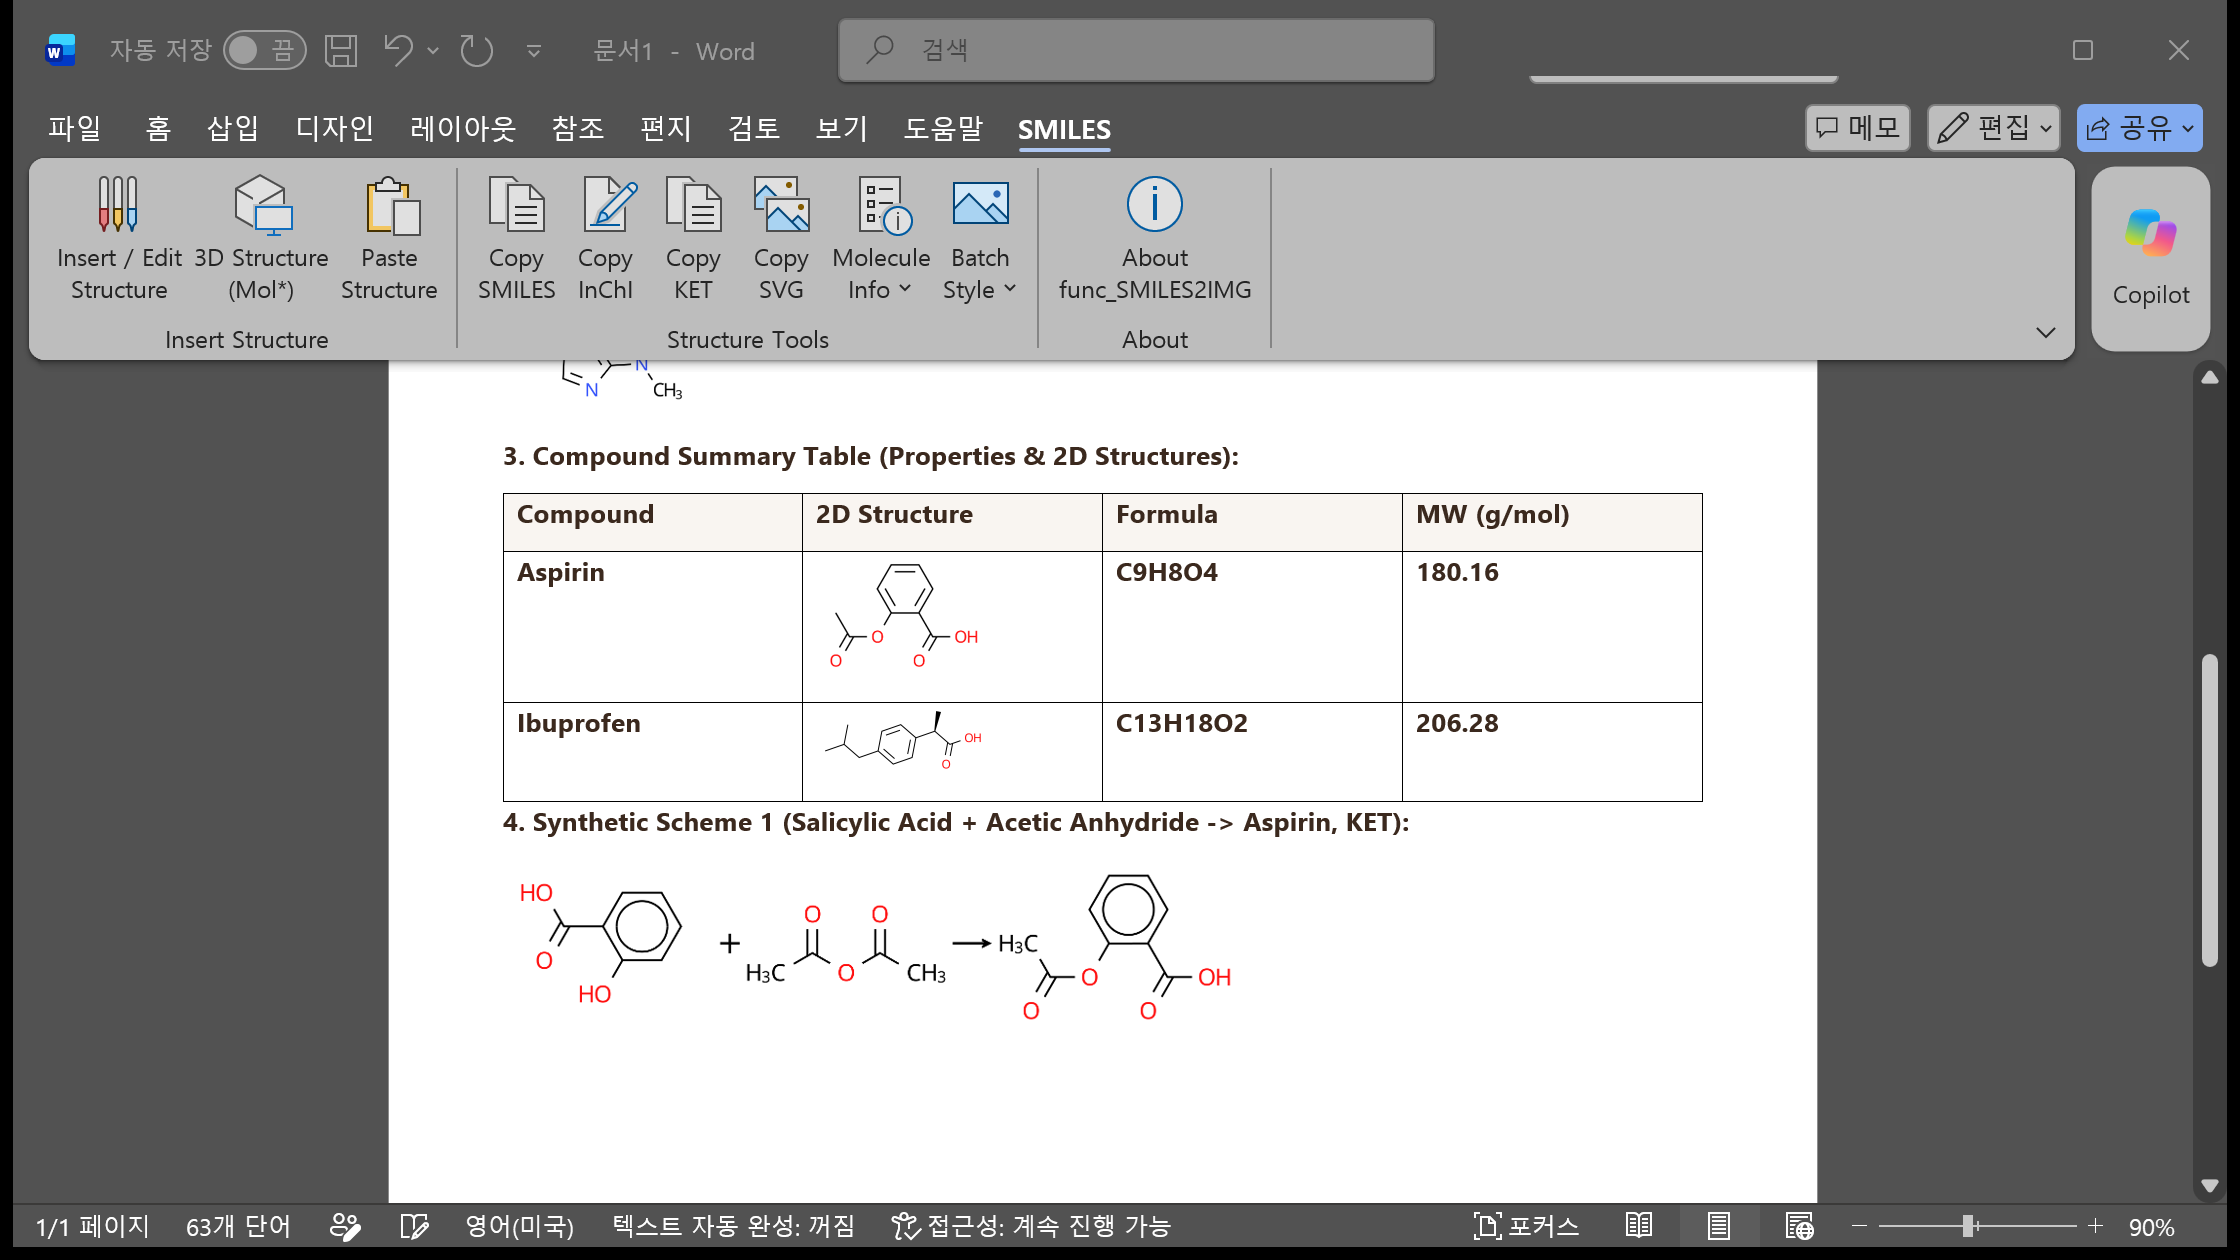 자동 저장 끔 문서1 - Word 검색
파일 홈 삽입 디자인 레이아웃 참조 편지 검토 보기 도움말 SMILES 메모 편집 공유
Insert / Edit Structure
3D Structure (Mol*)
Paste Structure
Copy SMILES
Copy InChI
Copy KET
Copy SVG
Molecule Info
Batch Style
About func_SMILES2IMG
Copilot
Insert Structure
Structure Tools
About
N
N
CH3
3. Compound Summary Table (Properties & 2D Structures):
Compound 2D Structure Formula MW (g/mol)
Aspirin C9H8O4 180.16
O OH
O O
Ibuprofen C13H18O2 206.28
OH
O
4. Synthetic Scheme 1 (Salicylic Acid + Acetic Anhydride -> Aspirin, KET):
HO
O
HO
+
O O
H3C O CH3
H3C
O OH
O O
1/1 페이지 63개 단어 영어(미국) 텍스트 자동 완성: 꺼짐 접근성: 계속 진행 가능 포커스 90%